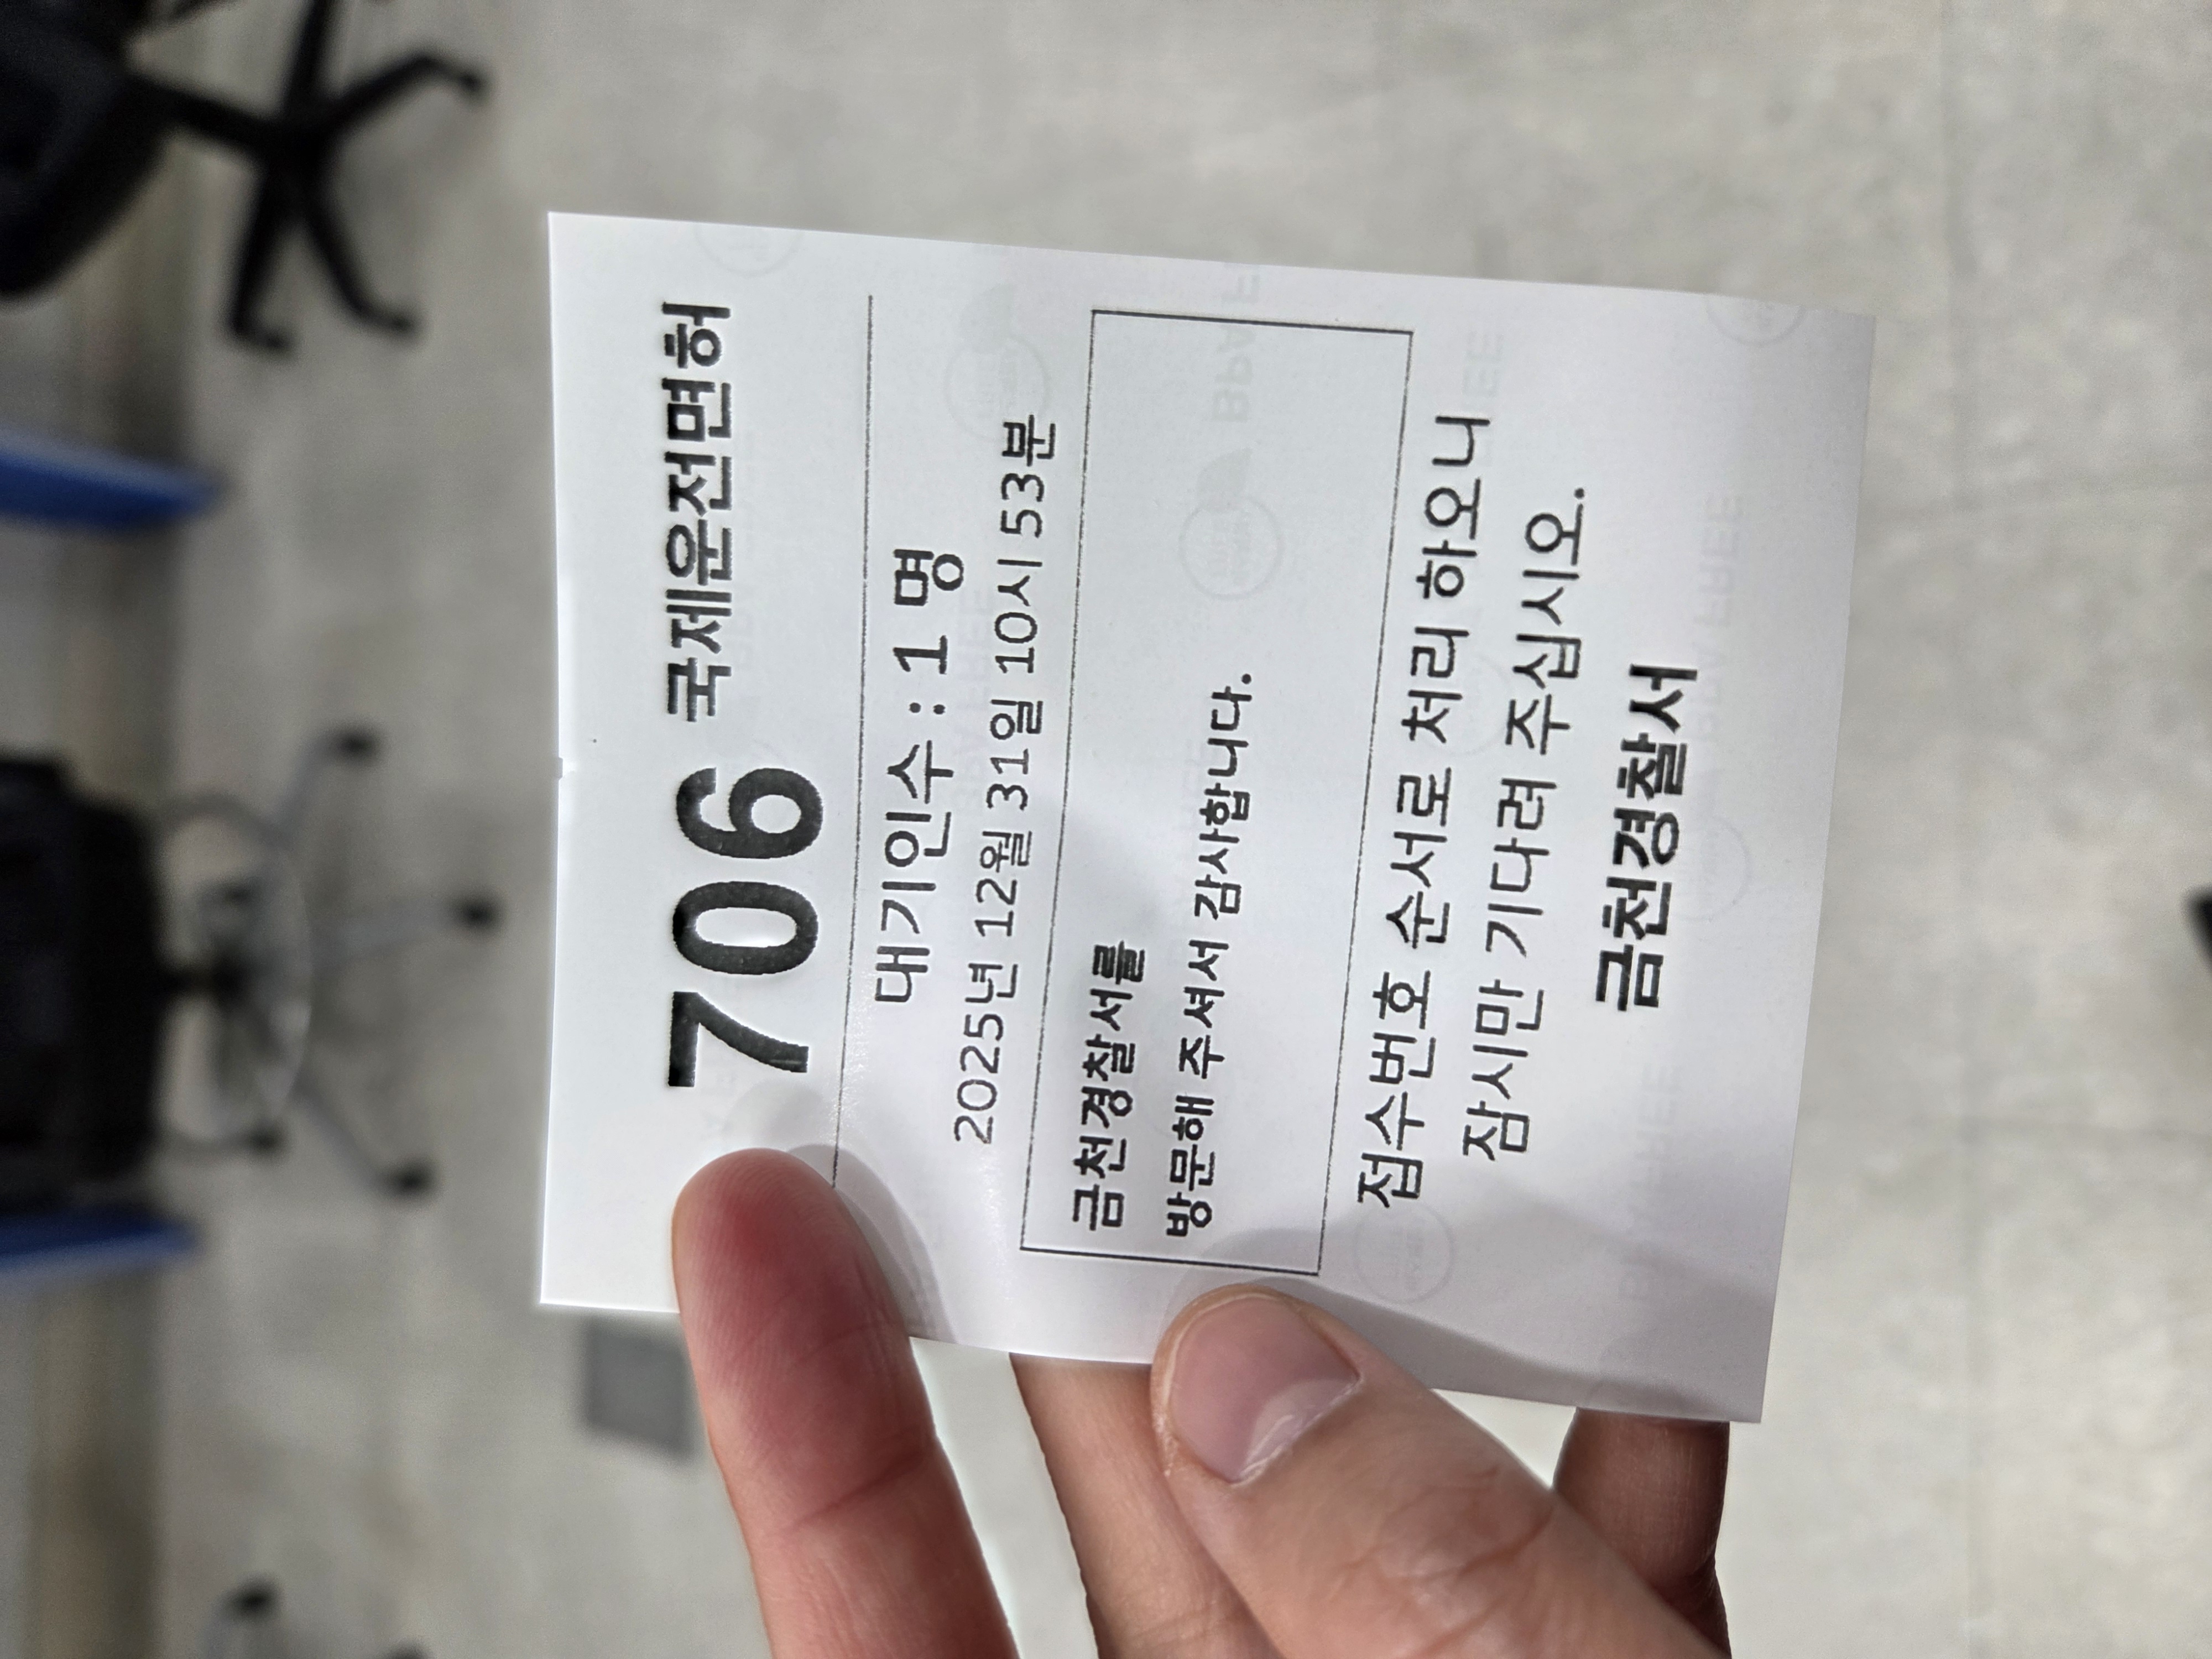 706 국제운전면허
대기인수 : 1 명
2025년 12월 31일 10시 53분
금천경찰서를
방문해 주셔서 감사합니다.
접수번호 순서로 처리 하오니
잠시만 기다려 주십시오.
금천경찰서